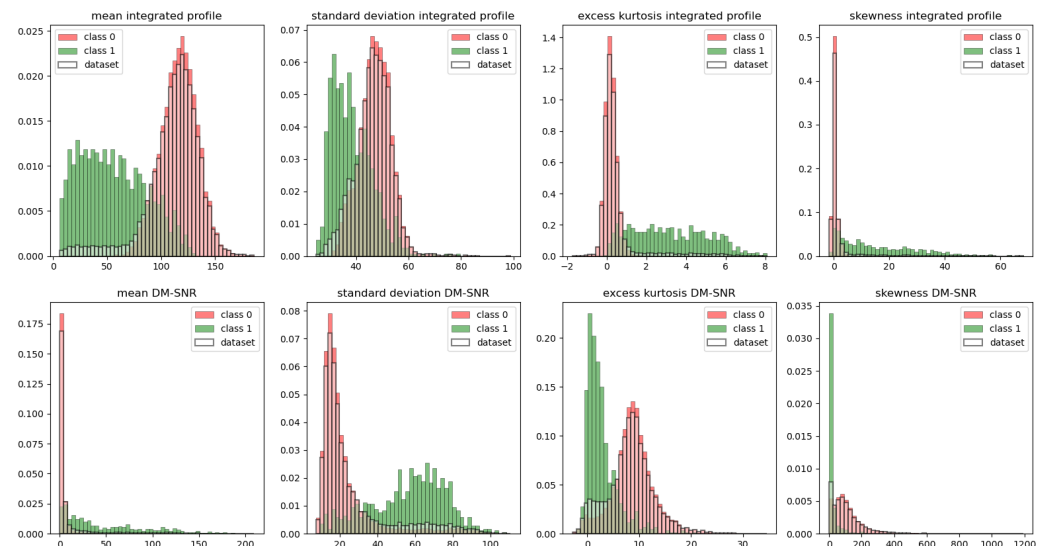 mean integrated profile
0.025
0.020
0.015
0.010
0.005
0.000
0 50 100 150
class 0
class 1
dataset
standard deviation integrated profile
0.07
0.06
0.05
0.04
0.03
0.02
0.01
0.00
40 60 80 100
class 0
class 1
dataset
excess kurtosis integrated profile
1.4
1.2
1.0
0.8
0.6
0.4
0.2
0.0
−2 0 2 4 6 8
class 0
class 1
dataset
skewness integrated profile
0.5
0.4
0.3
0.2
0.1
0.0
0 20 40 60
class 0
class 1
dataset
mean DM-SNR
0.175
0.150
0.125
0.100
0.075
0.050
0.025
0.000
0 50 100 150 200
class 0
class 1
dataset
standard deviation DM-SNR
0.08
0.07
0.06
0.05
0.04
0.03
0.02
0.01
0.00
20 40 60 80 100
class 0
class 1
dataset
excess kurtosis DM-SNR
0.20
0.15
0.10
0.05
0.00
0 10 20 30
class 0
class 1
dataset
skewness DM-SNR
0.035
0.030
0.025
0.020
0.015
0.010
0.005
0.000
0 200 400 600 800 1000 1200
class 0
class 1
dataset